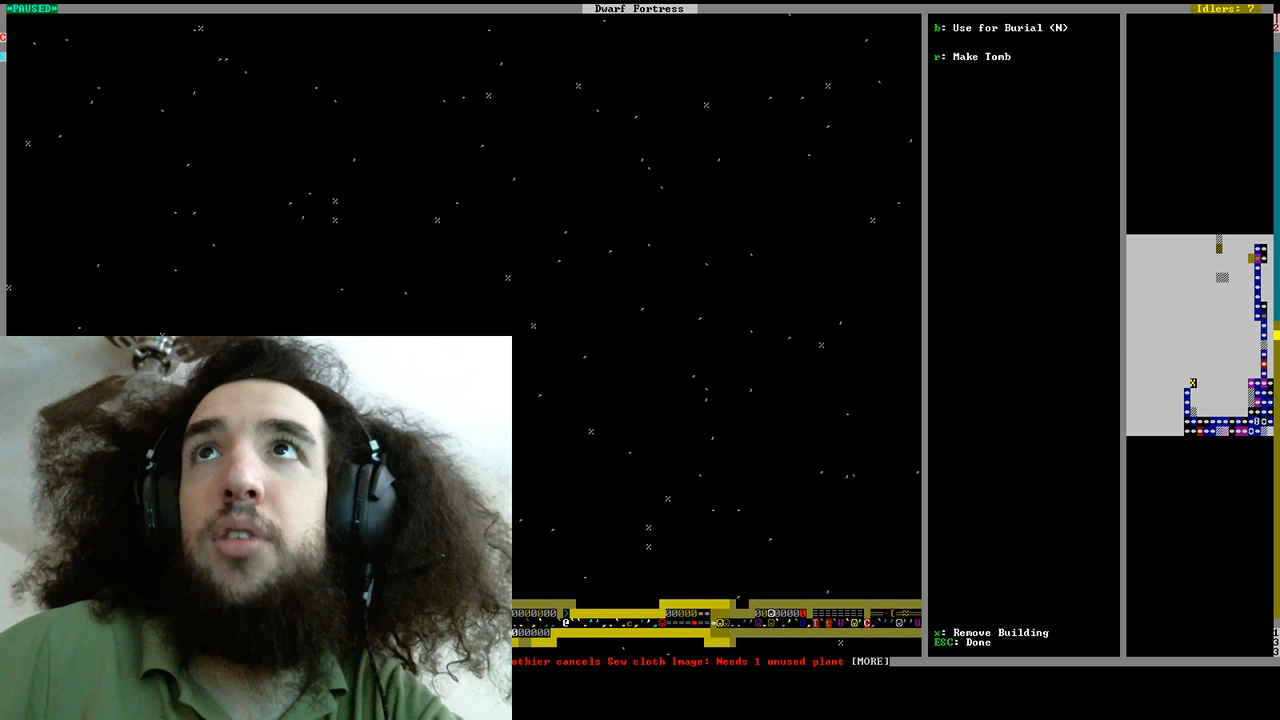 *PAUSED* Dwarf Fortress Idlers: 7
b: Use for Burial (N)
r: Make Tomb
x: Remove Building
ESC: Done
othier cancels Sew cloth Image: Needs 1 unused plant [MORE]